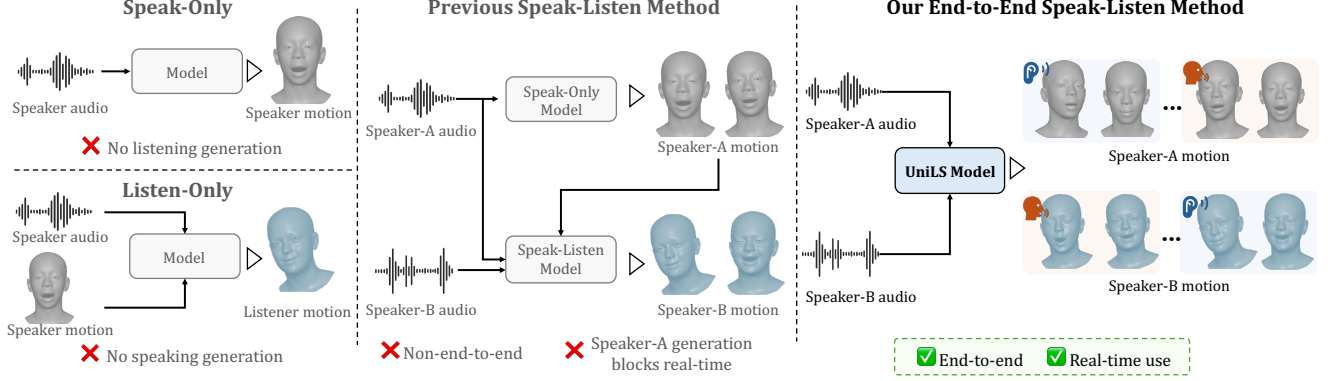 Speak-Only
Model
Speaker audio
Speaker motion
No listening generation
Listen-Only
Speaker audio
Model
Speaker motion
Listener motion
No speaking generation
Previous Speak-Listen Method
Speak-Only
Model
Speaker-A audio
Speaker-A motion
Speak-Listen
Model
Speaker-B audio
Speaker-B motion
Non-end-to-end
Speaker-A generation
blocks real-time
Our End-to-End Speak-Listen Method
Speaker-A audio
...
Speaker-A motion
UniLS Model
...
Speaker-B audio
Speaker-B motion
End-to-end
Real-time use